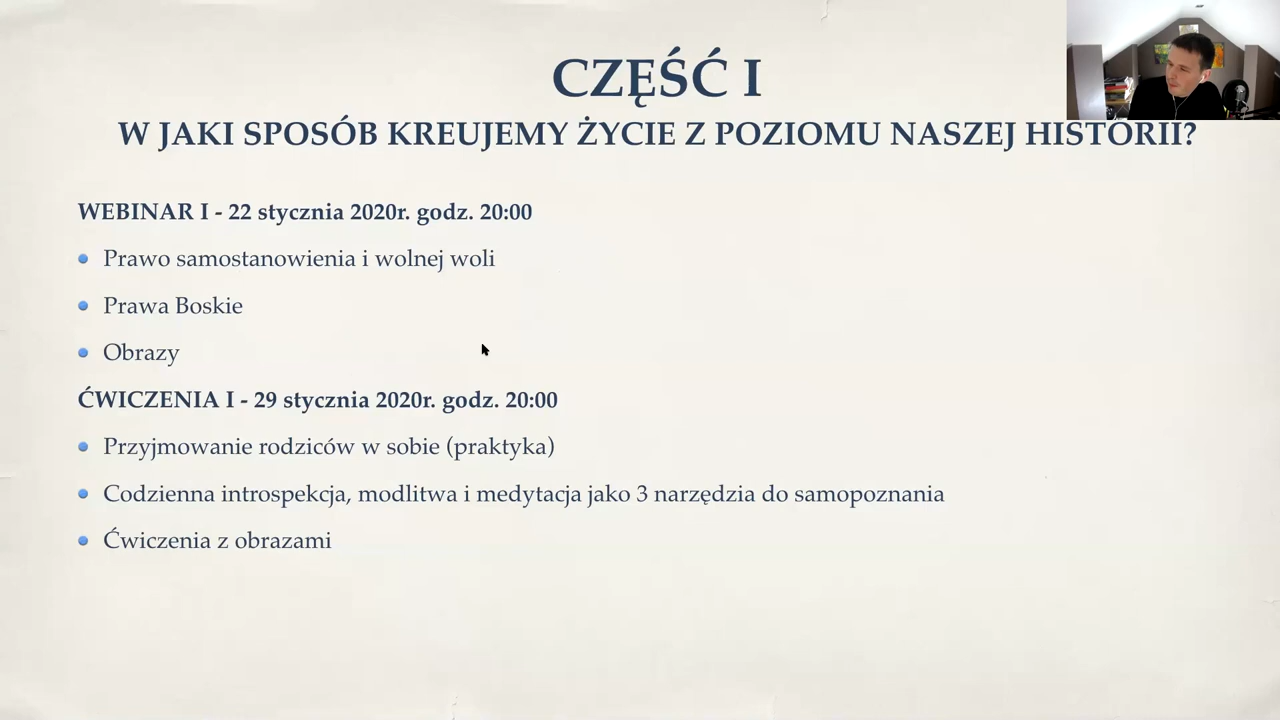 CZĘŚĆ I
W JAKI SPOSÓB KREUJEMY ŻYCIE Z POZIOMU NASZEJ HISTORII?
WEBINAR I - 22 stycznia 2020r. godz. 20:00
Prawo samostanowienia i wolnej woli
Prawa Boskie
Obrazy
ĆWICZENIA I - 29 stycznia 2020r. godz. 20:00
Przyjmowanie rodziców w sobie (praktyka)
Codzienna introspekcja, modlitwa i medytacja jako 3 narzędzia do samopoznania
Ćwiczenia z obrazami